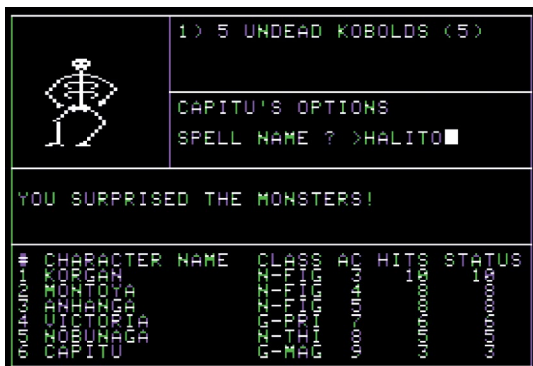 1) 5 UNDEAD KOBOLDS (5)
CAPITU'S OPTIONS
SPELL NAME ? >HALITO
YOU SURPRISED THE MONSTERS!
# CHARACTER NAME CLASS AC HITS STATUS
1 KORGAN N-FIG 3 10 10
2 MONTOYA N-FIG 4 8 8
3 ANHANGA N-FIG 5 8 8
4 VICTORIA G-PRI 7 6 6
5 NOBUNAGA N-THI 8 5 5
6 CAPITU G-MAG 9 3 3